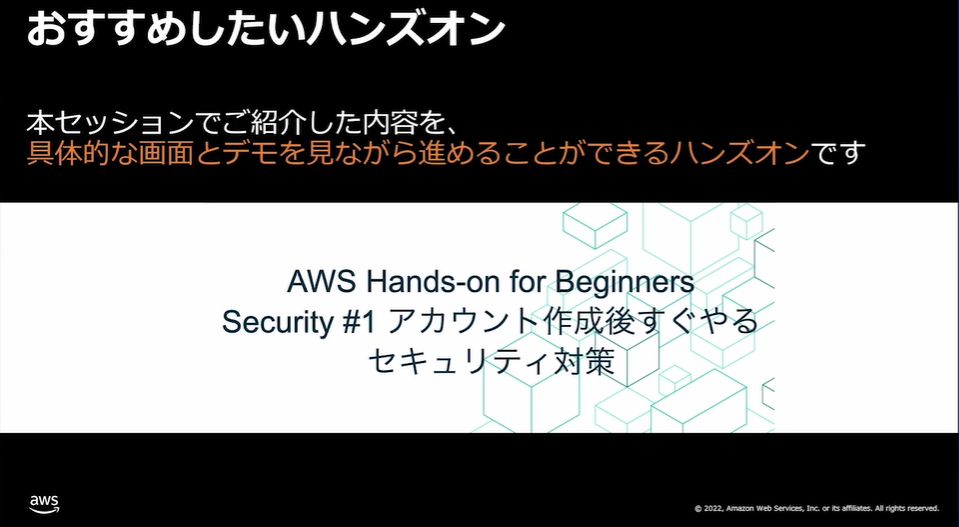 おすすめしたいハンズオン
本セッションでご紹介した内容を、
具体的な画面とデモを見ながら進めることができるハンズオンです
AWS Hands-on for Beginners
Security #1 アカウント作成後すぐやる
セキュリティ対策
aws
© 2022, Amazon Web Services, Inc. or its affiliates. All rights reserved.